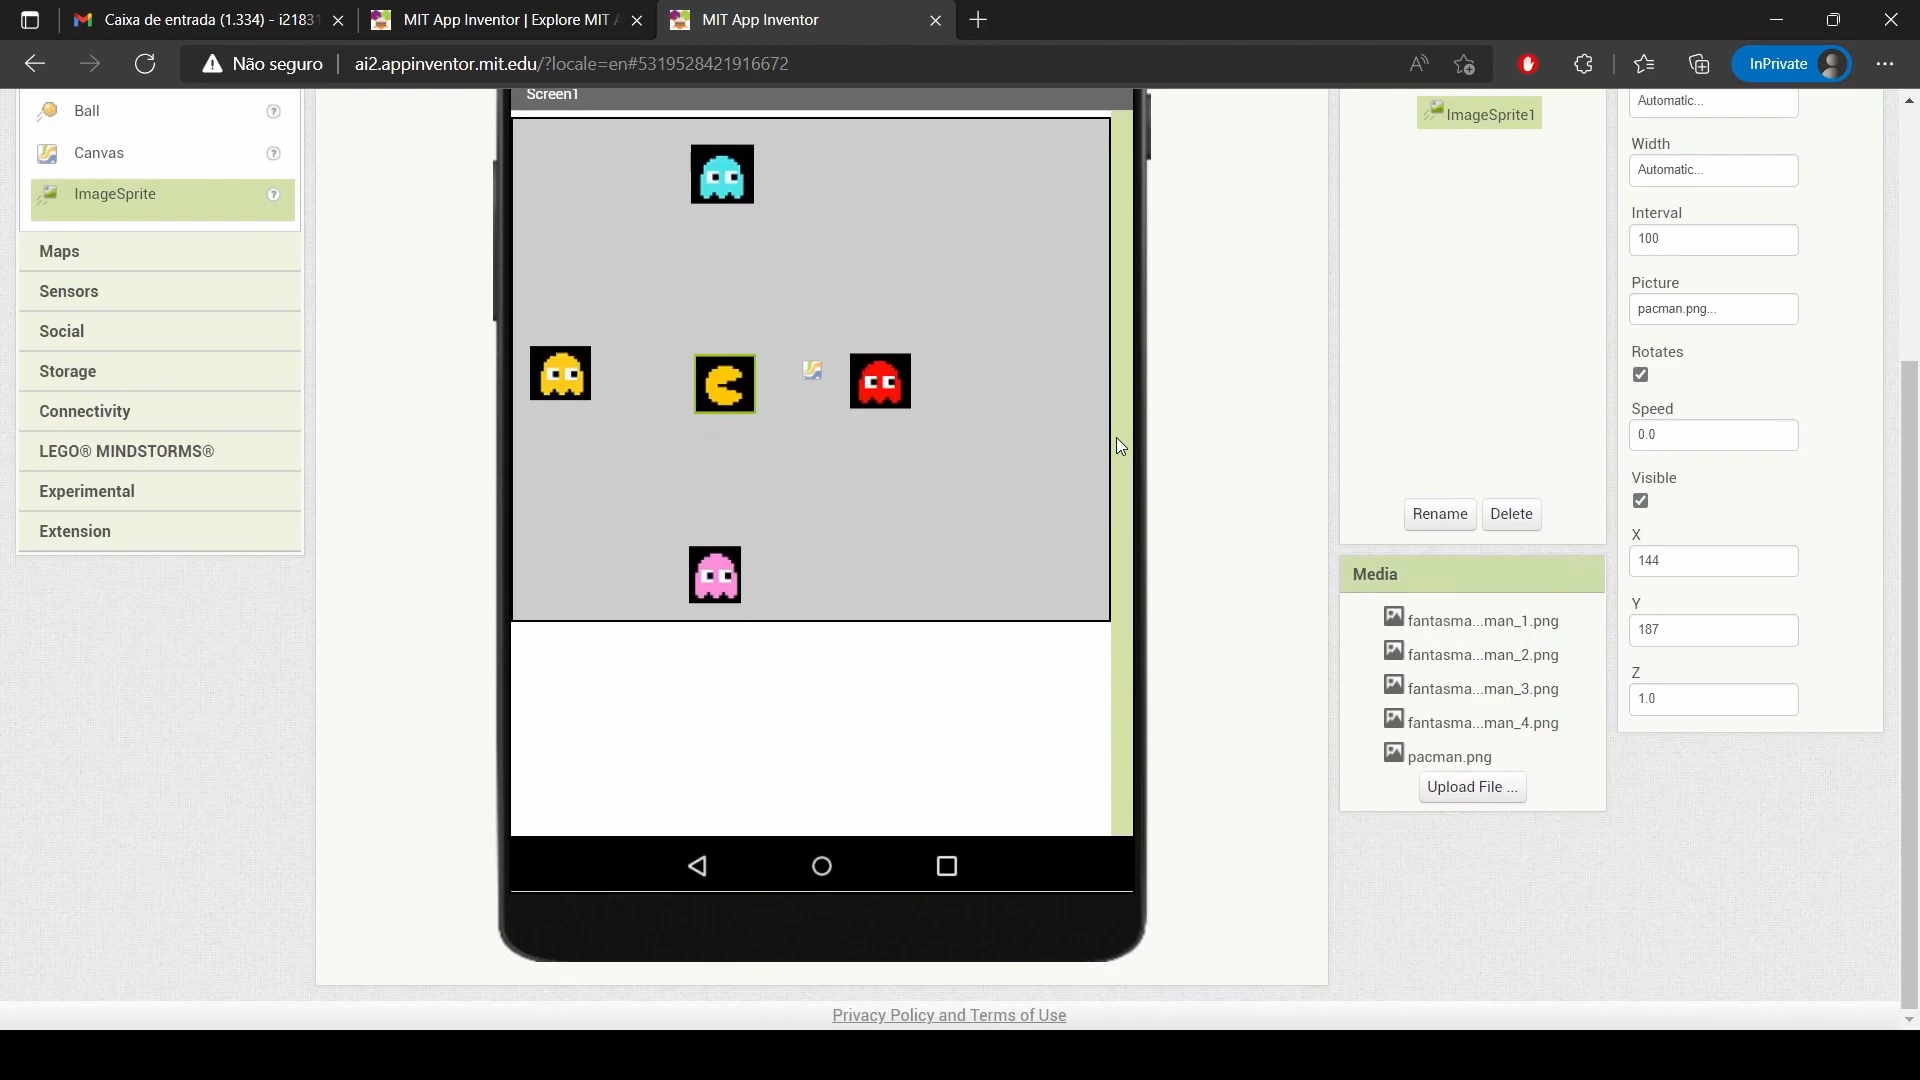 Caixa de entrada (1.334) - i2183
MIT App Inventor | Explore MIT A
MIT App Inventor
Não seguro
ai2.appinventor.mit.edu/?locale=en#5319528421916672
InPrivate
Ball
Canvas
ImageSprite
Maps
Sensors
Social
Storage
Connectivity
LEGO® MINDSTORMS®
Experimental
Extension
Screen1
ImageSprite1
Rename
Delete
Media
fantasma...man_1.png
fantasma...man_2.png
fantasma...man_3.png
fantasma...man_4.png
pacman.png
Upload File ...
Automatic...
Width
Automatic...
Interval
100
Picture
pacman.png...
Rotates
Speed
0.0
Visible
X
144
Y
187
Z
1.0
Privacy Policy and Terms of Use